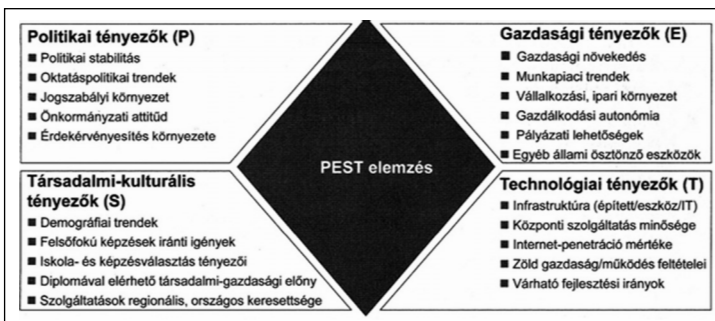 Politikai tényezők (P)
■ Politikai stabilitás
■ Oktatáspolitikai trendek
■ Jogszabályi környezet
■ Önkormányzati attitűd
■ Érdekérvényesítés környezete
Gazdasági tényezők (E)
■ Gazdasági növekedés
■ Munkapiaci trendek
■ Vállalkozási, ipari környezet
■ Gazdálkodási autonómia
■ Pályázati lehetőségek
■ Egyéb állami ösztönző eszközök
PEST elemzés
Társadalmi-kulturális
tényezők (S)
■ Demográfiai trendek
■ Felsőfokú képzések iránti igények
■ Iskola- és képzésválasztás tényezői
■ Diplomával elérhető társadalmi-gazdasági előny
■ Szolgáltatások regionális, országos keresettsége
Technológiai tényezők (T)
■ Infrastruktúra (épített/eszköz/IT)
■ Központi szolgáltatás minősége
■ Internet-penetráció mértéke
■ Zöld gazdaság/működés feltételei
■ Várható fejlesztési irányok